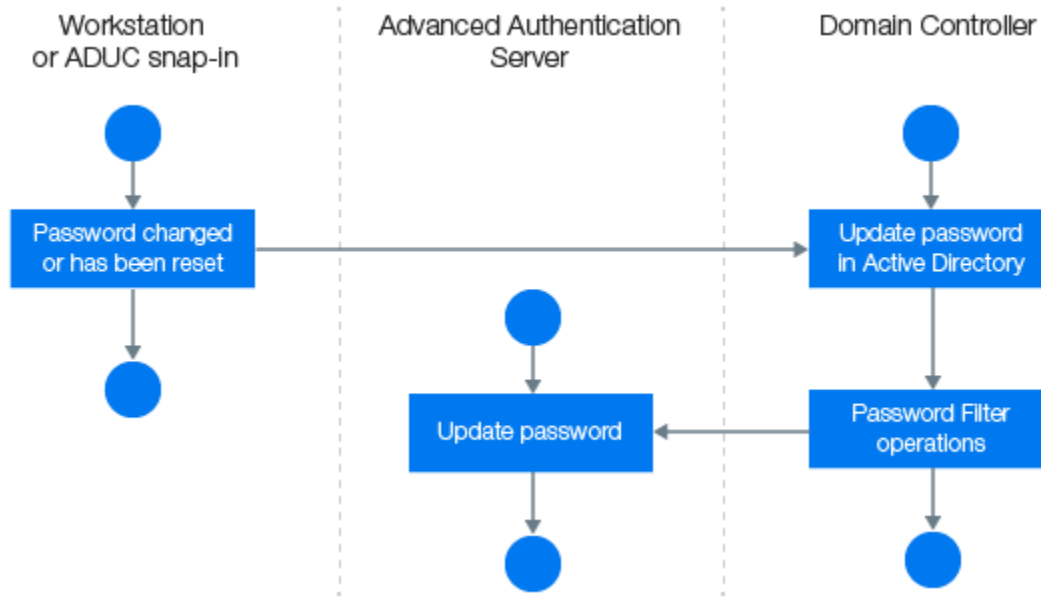 Workstation
or ADUC snap-in
Advanced Authentication
Server
Domain Controller
Password changed
or has been reset
Update password
in Active Directory
Update password
Password Filter
operations